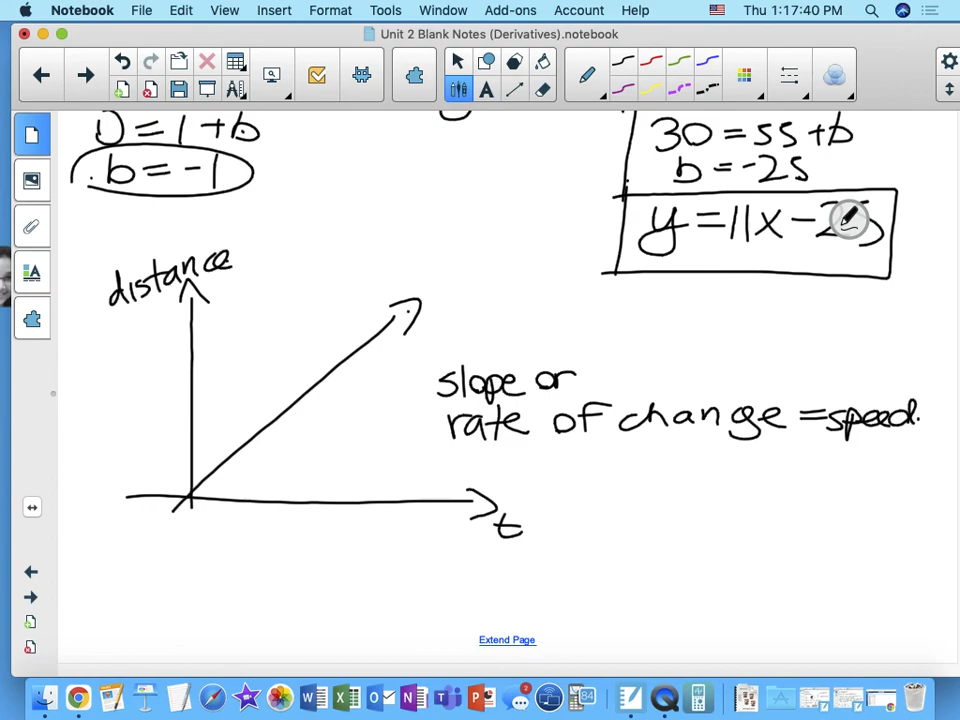 Notebook File Edit View Insert Format Tools Window Add-ons Account Help Thu 1:17:40 PM
Unit 2 Blank Notes (Derivatives).notebook
0 = 1 + b
b = -1
30 = 55 + b
b = -25
y = 11x - 25
distance
slope or
rate of change = speed.
t
Extend Page